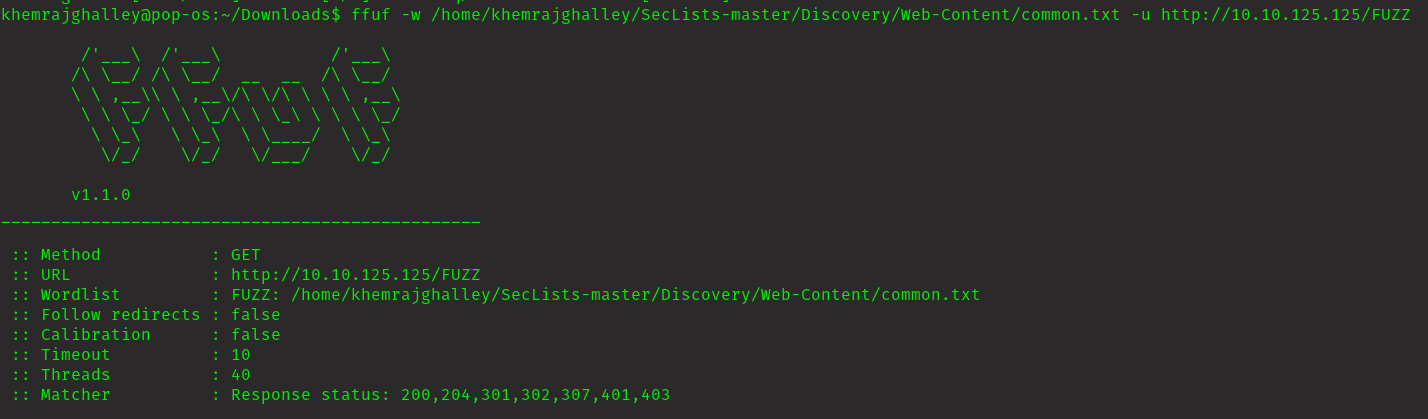 khemrajghalley@pop-os:~/Downloads$ ffuf -w /home/khemrajghalley/SecLists-master/Discovery/Web-Content/common.txt -u http://10.10.125.125/FUZZ
        /'___\  /'___\           /'___\
       /\ \__/ /\ \__/  __  __  /\ \__/
       \ \ ,__\\ \ ,__\/\ \/\ \ \ \ ,__\
        \ \ \_/ \ \ \_/\ \ \_\ \ \ \ \_/
         \ \_\   \ \_\  \ \____/  \ \_\
          \/_/    \/_/   \/___/    \/_/
       v1.1.0
________________________________________________
 :: Method           : GET
 :: URL              : http://10.10.125.125/FUZZ
 :: Wordlist         : FUZZ: /home/khemrajghalley/SecLists-master/Discovery/Web-Content/common.txt
 :: Follow redirects : false
 :: Calibration      : false
 :: Timeout          : 10
 :: Threads          : 40
 :: Matcher          : Response status: 200,204,301,302,307,401,403